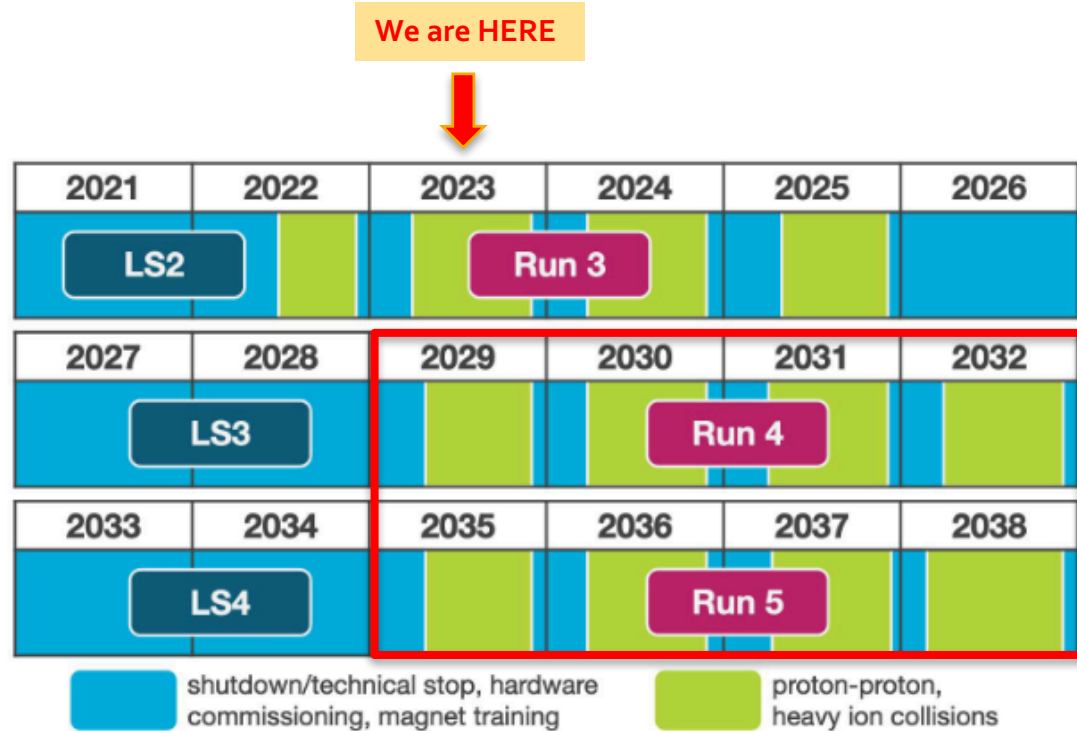 We are HERE
2021 2022 2023 2024 2025 2026
LS2 Run 3
2027 2028 2029 2030 2031 2032
LS3 Run 4
2033 2034 2035 2036 2037 2038
LS4 Run 5
shutdown/technical stop, hardware
commissioning, magnet training
proton-proton,
heavy ion collisions